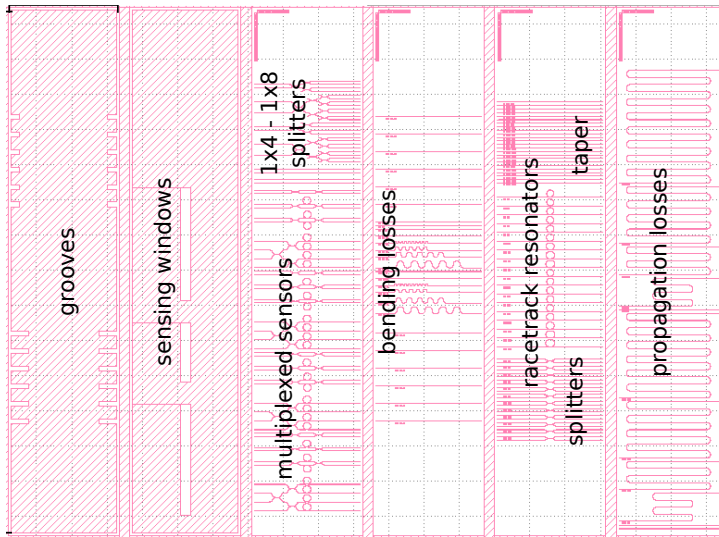 grooves
sensing windows
1x4 - 1x8
splitters
multiplexed sensors
bending losses
racetrack resonators
taper
splitters
propagation losses